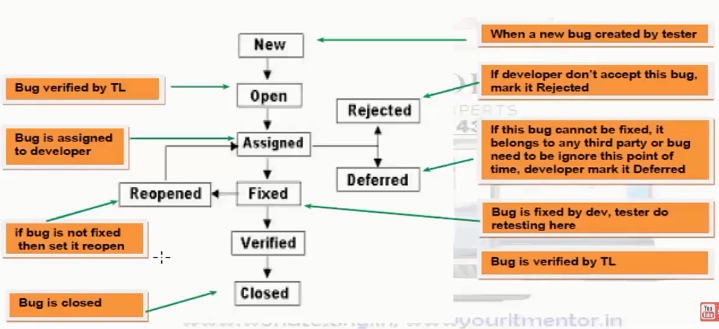 New
When a new bug created by tester
Bug verified by TL
Open
If developer don't accept this bug,
mark it Rejected
Rejected
Bug is assigned
to developer
Assigned
If this bug cannot be fixed, it
belongs to any third party or bug
need to be ignore this point of
time, developer mark it Deferred
Deferred
Reopened
Fixed
Bug is fixed by dev, tester do
retesting here
if bug is not fixed
then set it reopen
Verified
Bug is verified by TL
Bug is closed
Closed
youritmentor.in